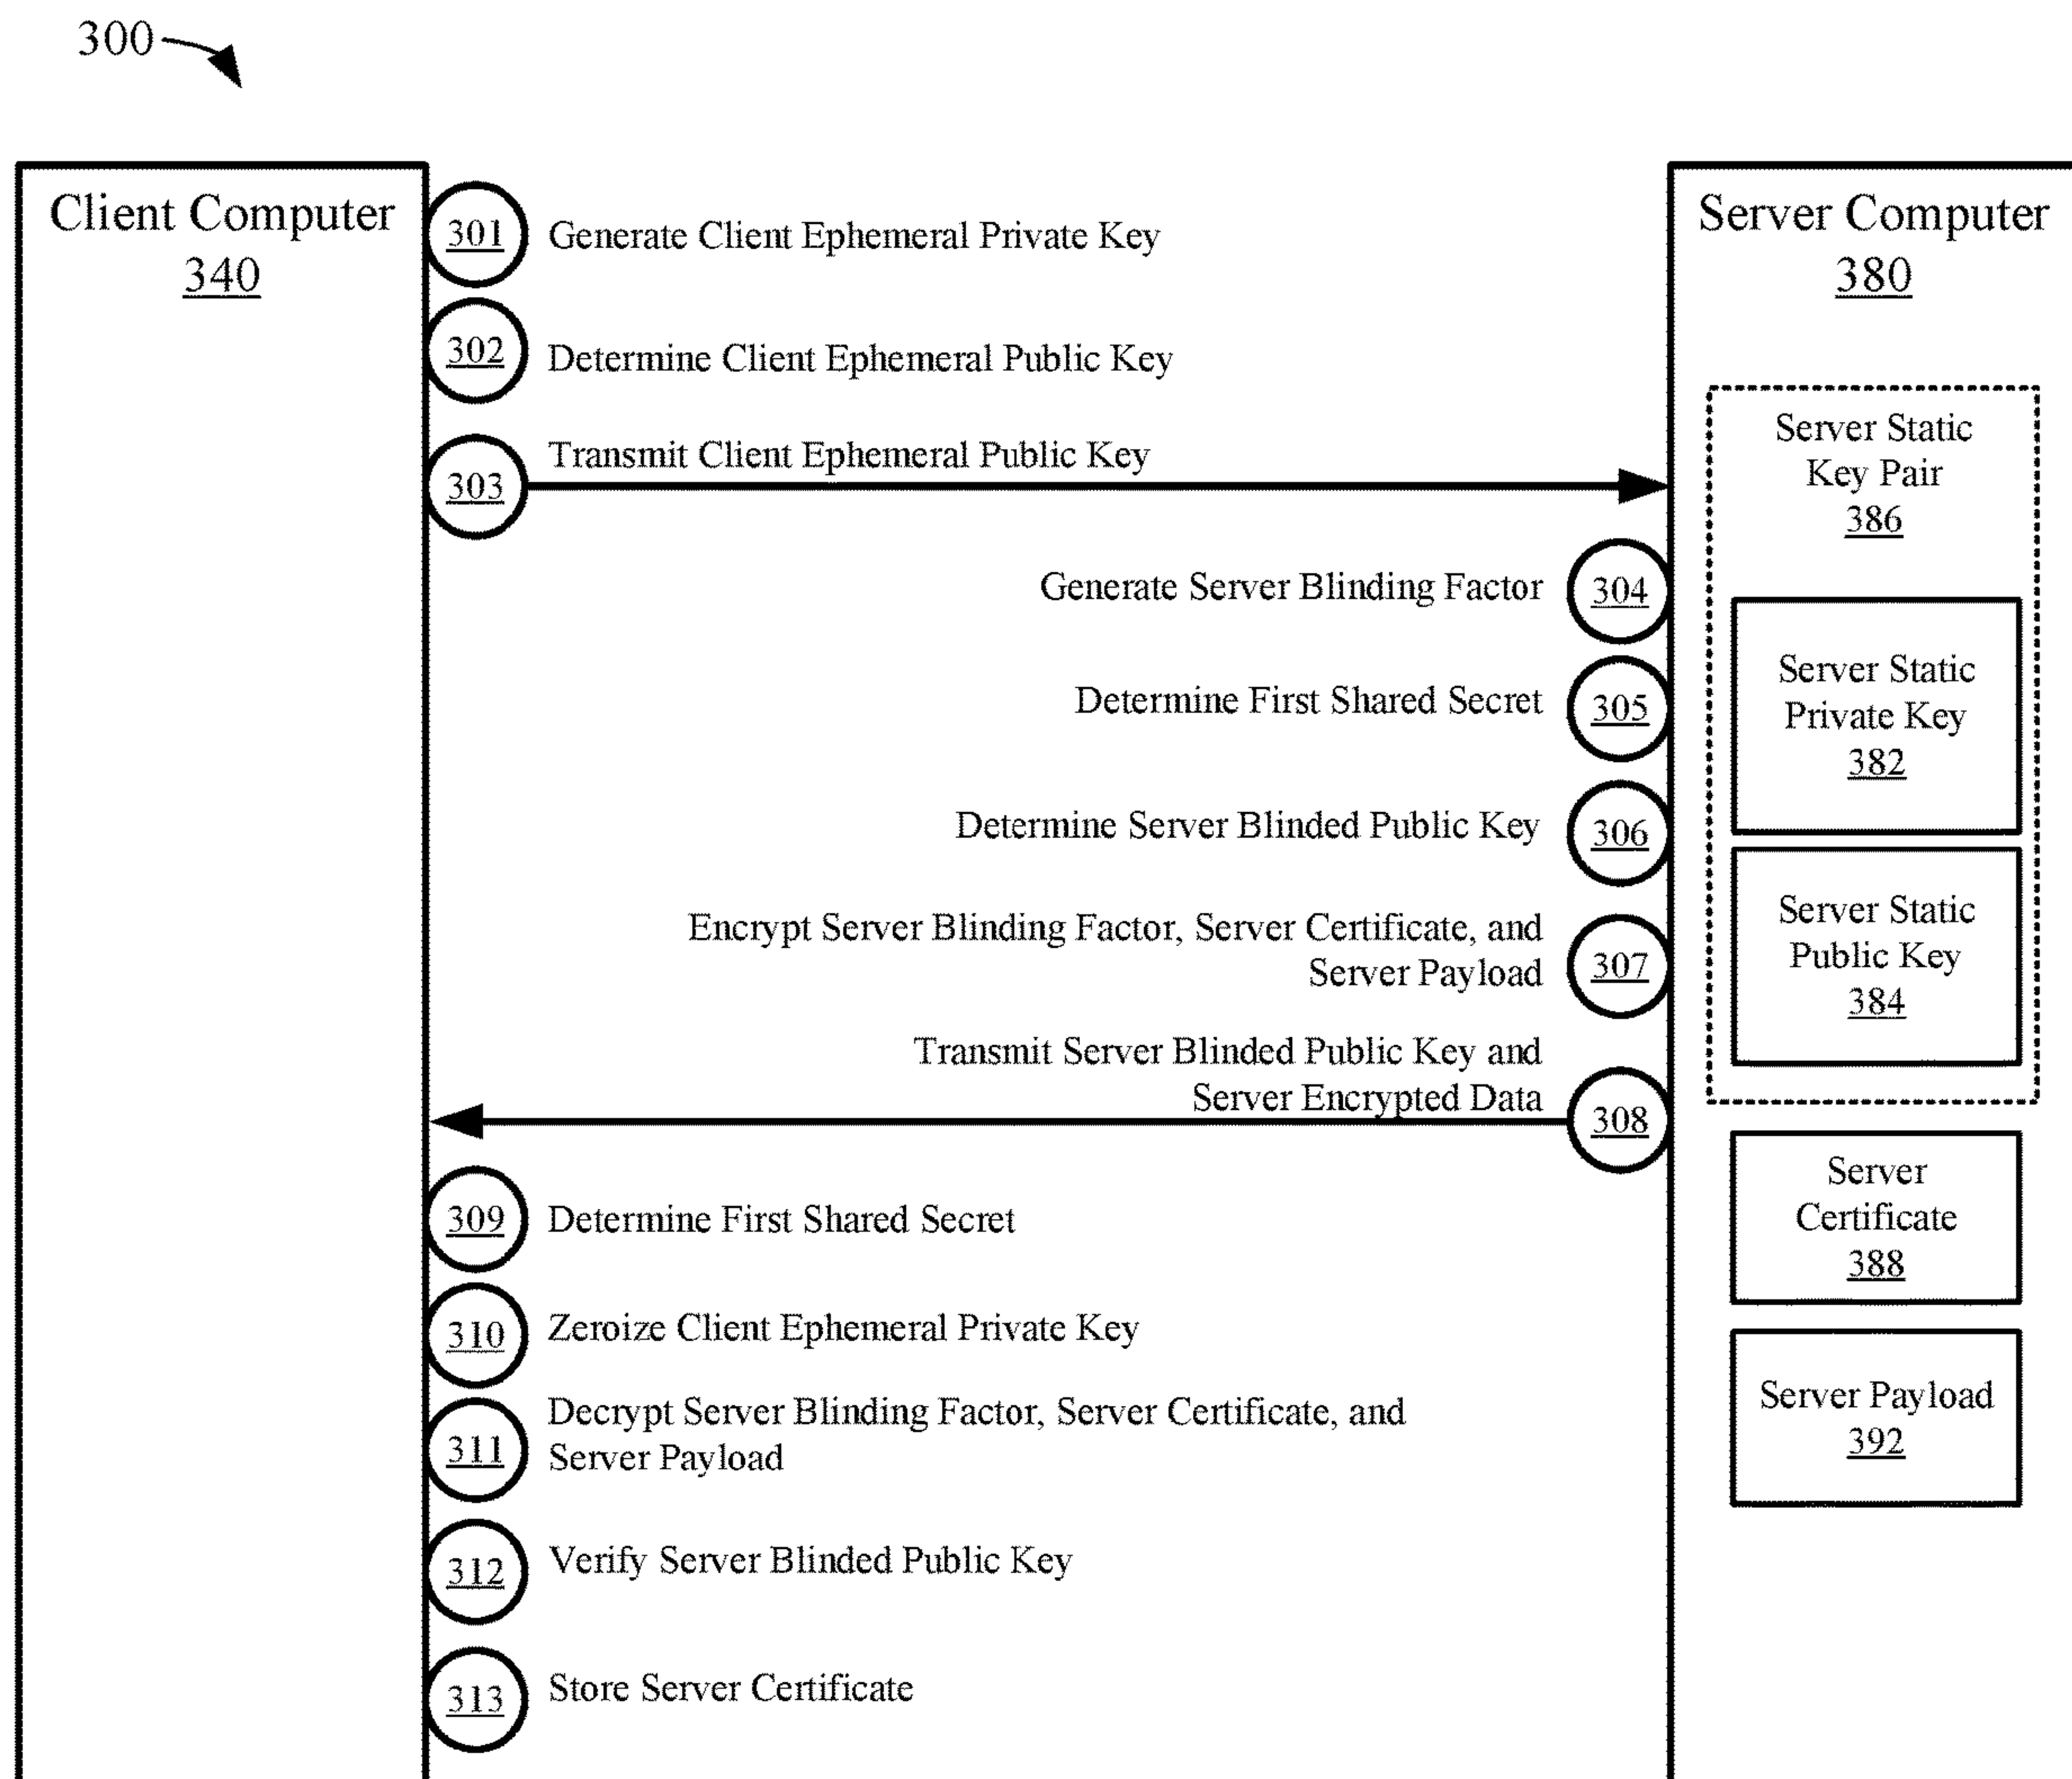 300
Client Computer
340
Server Computer
380
301 Generate Client Ephemeral Private Key
302 Determine Client Ephemeral Public Key
Transmit Client Ephemeral Public Key
303
Generate Server Blinding Factor 304
Determine First Shared Secret 305
Determine Server Blinded Public Key 306
Encrypt Server Blinding Factor, Server Certificate, and
Server Payload 307
Transmit Server Blinded Public Key and
Server Encrypted Data
308
309 Determine First Shared Secret
310 Zeroize Client Ephemeral Private Key
311 Decrypt Server Blinding Factor, Server Certificate, and
Server Payload
312 Verify Server Blinded Public Key
313 Store Server Certificate
Server Static
Key Pair
386
Server Static
Private Key
382
Server Static
Public Key
384
Server
Certificate
388
Server Payload
392